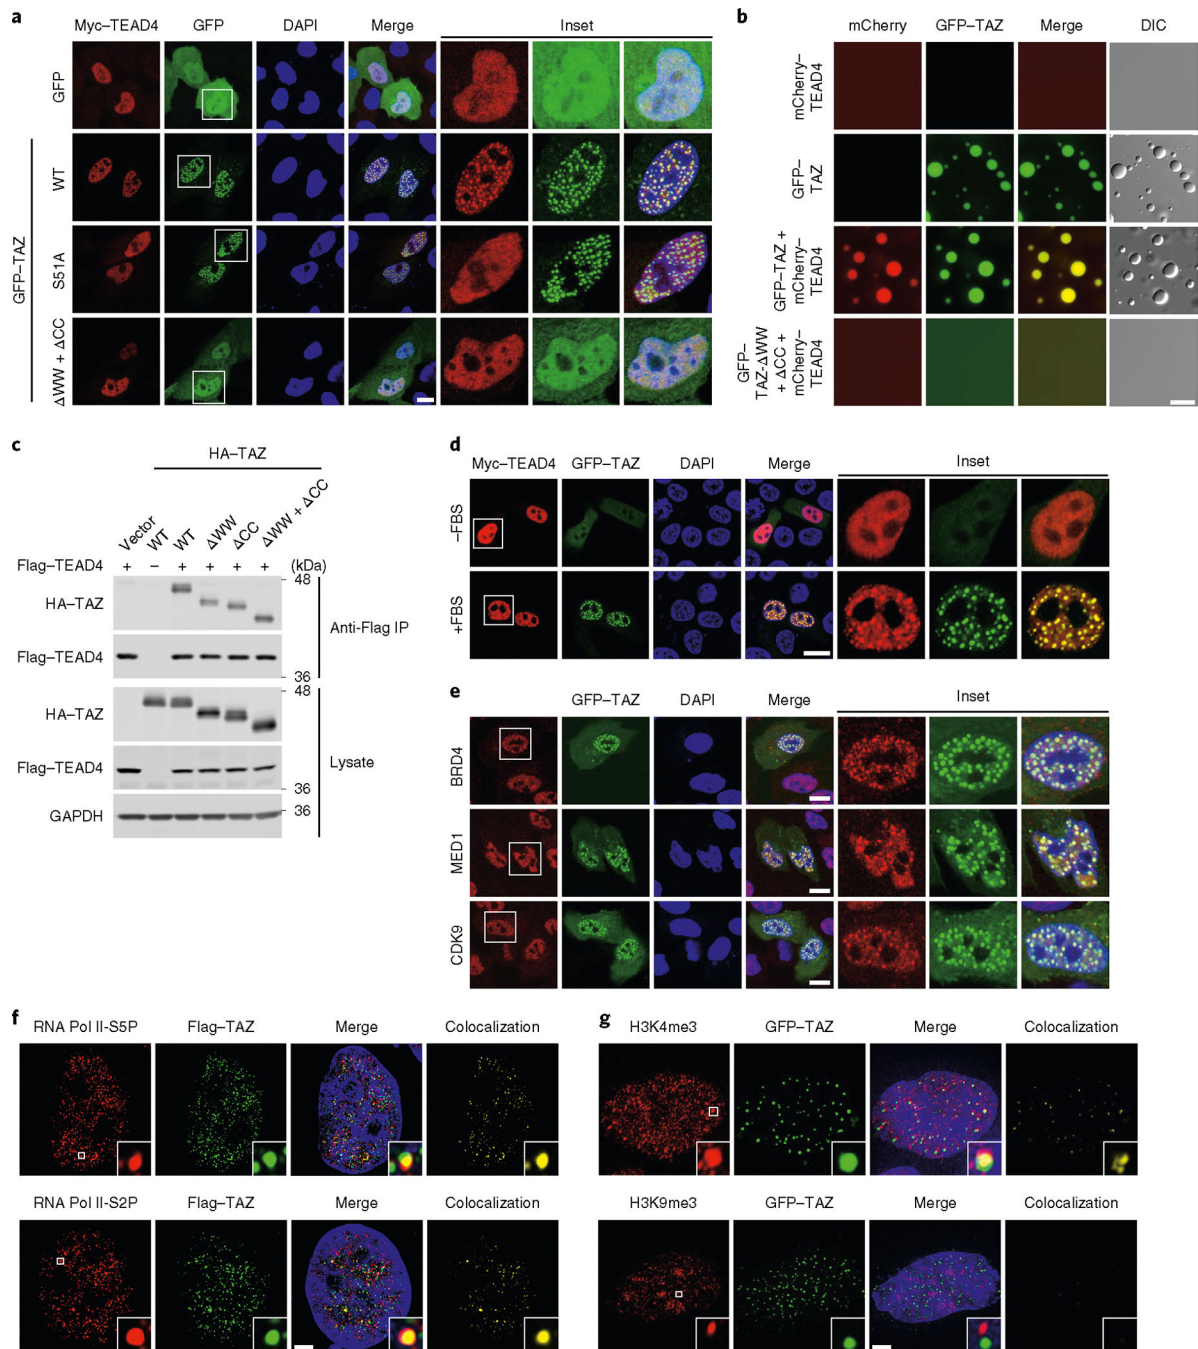 a
Myc–TEAD4 GFP DAPI Merge Inset
GFP
GFP–TAZ
WT
S51A
ΔWW + ΔCC
b
mCherry GFP–TAZ Merge DIC
mCherry–
TEAD4
GFP–
TAZ
GFP–TAZ +
mCherry–
TEAD4
GFP–
TAZ-ΔWW
+ ΔCC +
mCherry–
TEAD4
c
HA–TAZ
Vector WT WT ΔWW ΔCC ΔWW + ΔCC
Flag–TEAD4 + – + + + + (kDa)
48
HA–TAZ
Flag–TEAD4
36
Anti-Flag IP
48
HA–TAZ
Flag–TEAD4
36
36
GAPDH
Lysate
d
Myc–TEAD4 GFP–TAZ DAPI Merge Inset
–FBS
+FBS
e
GFP–TAZ DAPI Merge Inset
BRD4
MED1
CDK9
f
RNA Pol II-S5P Flag–TAZ Merge Colocalization
RNA Pol II-S2P Flag–TAZ Merge Colocalization
g
H3K4me3 GFP–TAZ Merge Colocalization
H3K9me3 GFP–TAZ Merge Colocalization